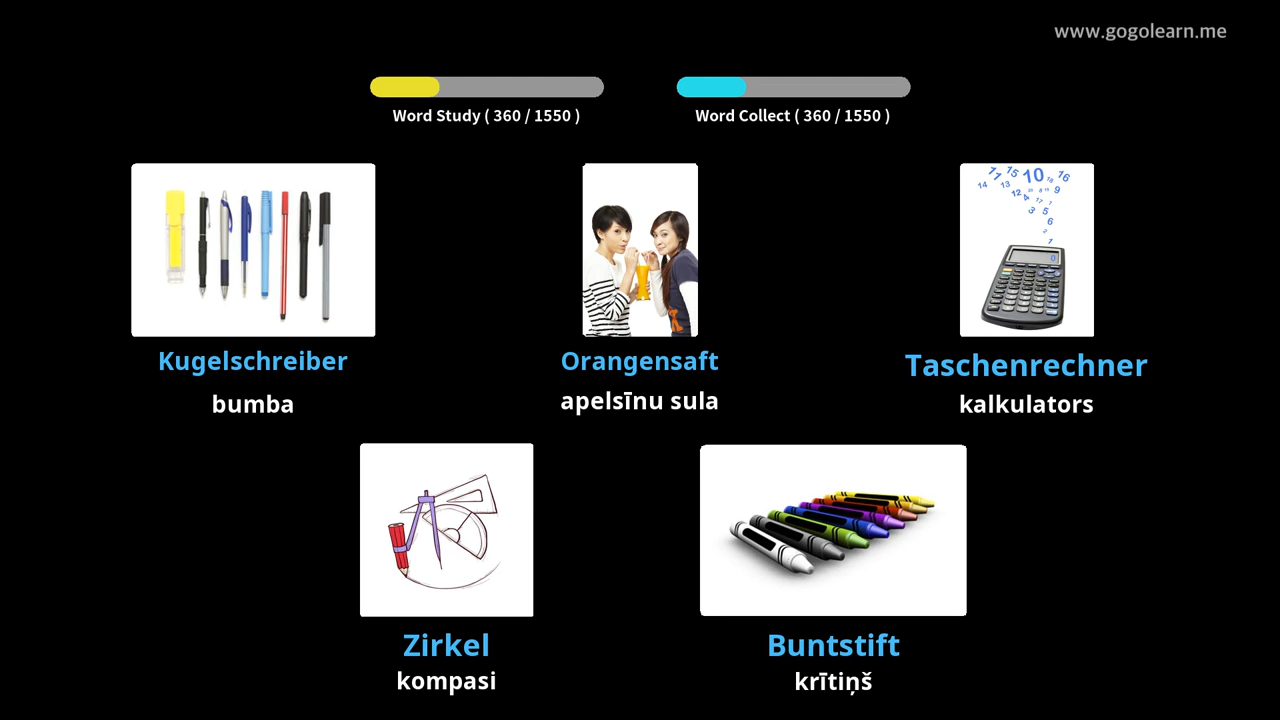 www.gogolearn.me
Word Study ( 360 / 1550 )
Word Collect ( 360 / 1550 )
Kugelschreiber
bumba
Orangensaft
apelsīnu sula
Taschenrechner
kalkulators
Zirkel
kompasi
Buntstift
krītiņš